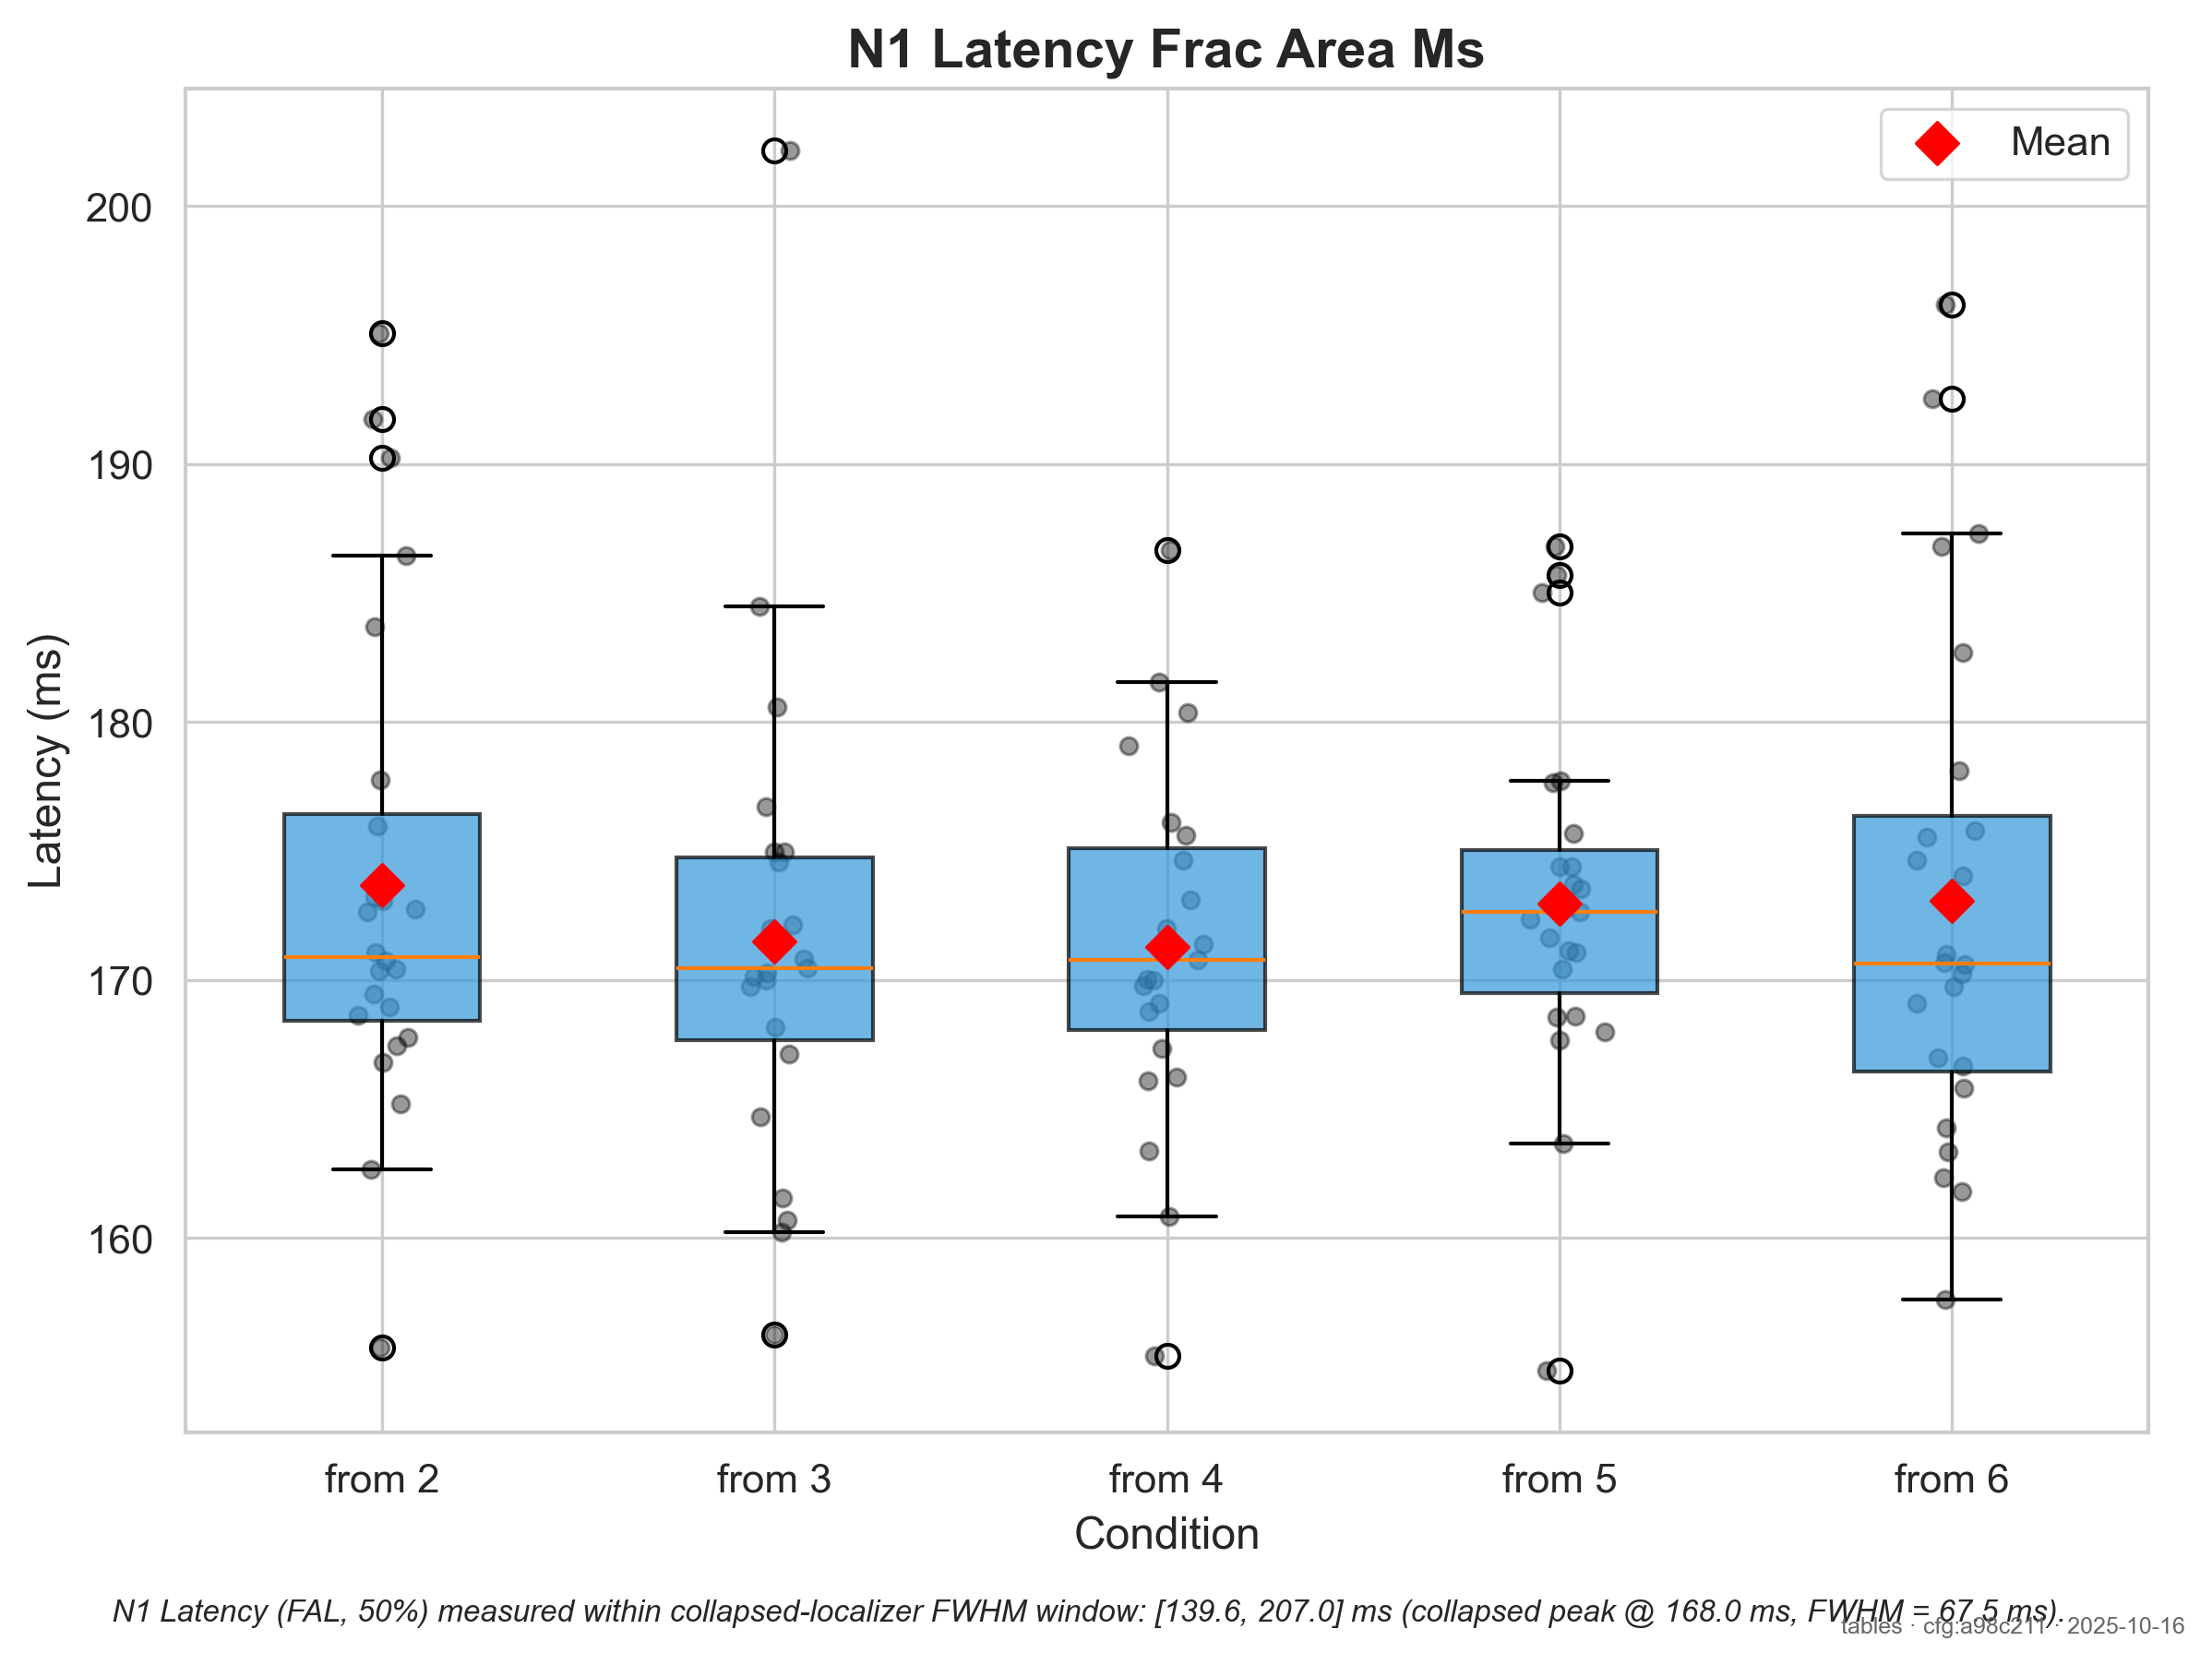 N1 Latency Frac Area Ms
Mean
200
190
180
170
160
Latency (ms)
from 2
from 3
from 4
from 5
from 6
Condition
N1 Latency (FAL, 50%) measured within collapsed-localizer FWHM window: [139.6, 207.0] ms (collapsed peak @ 168.0 ms, FWHM = 67.5 ms).
tables · cfg:a98c211 · 2025-10-16